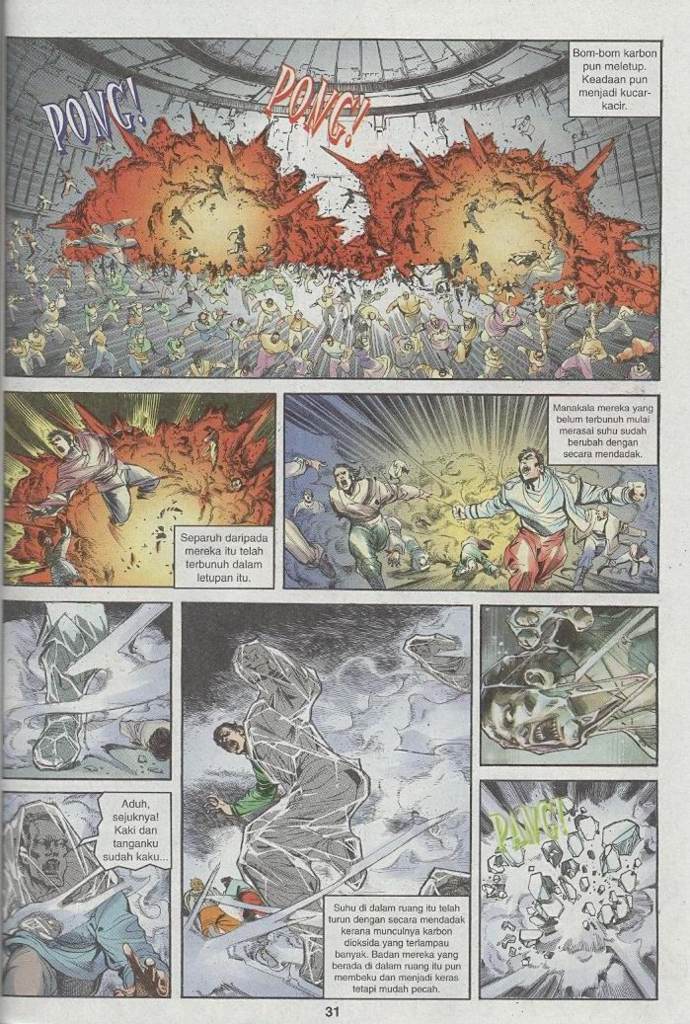 PONG!
PONG!
Bom-bom karbon
pun meletup.
Keadaan pun
menjadi kucar-
kacir.
Separuh daripada
mereka itu telah
terbunuh dalam
letupan itu.
Manakala mereka yang
belum terbunuh mulai
merasai suhu sudah
berubah dengan
secara mendadak.
Aduh,
sejuknya!
Kaki dan
tanganku
sudah kaku...
Suhu di dalam ruang itu telah
turun dengan secara mendadak
kerana munculnya karbon
dioksida yang terlampau
banyak. Badan mereka yang
berada di dalam ruang itu pun
membeku dan menjadi keras
tetapi mudah pecah.
PANG!
31